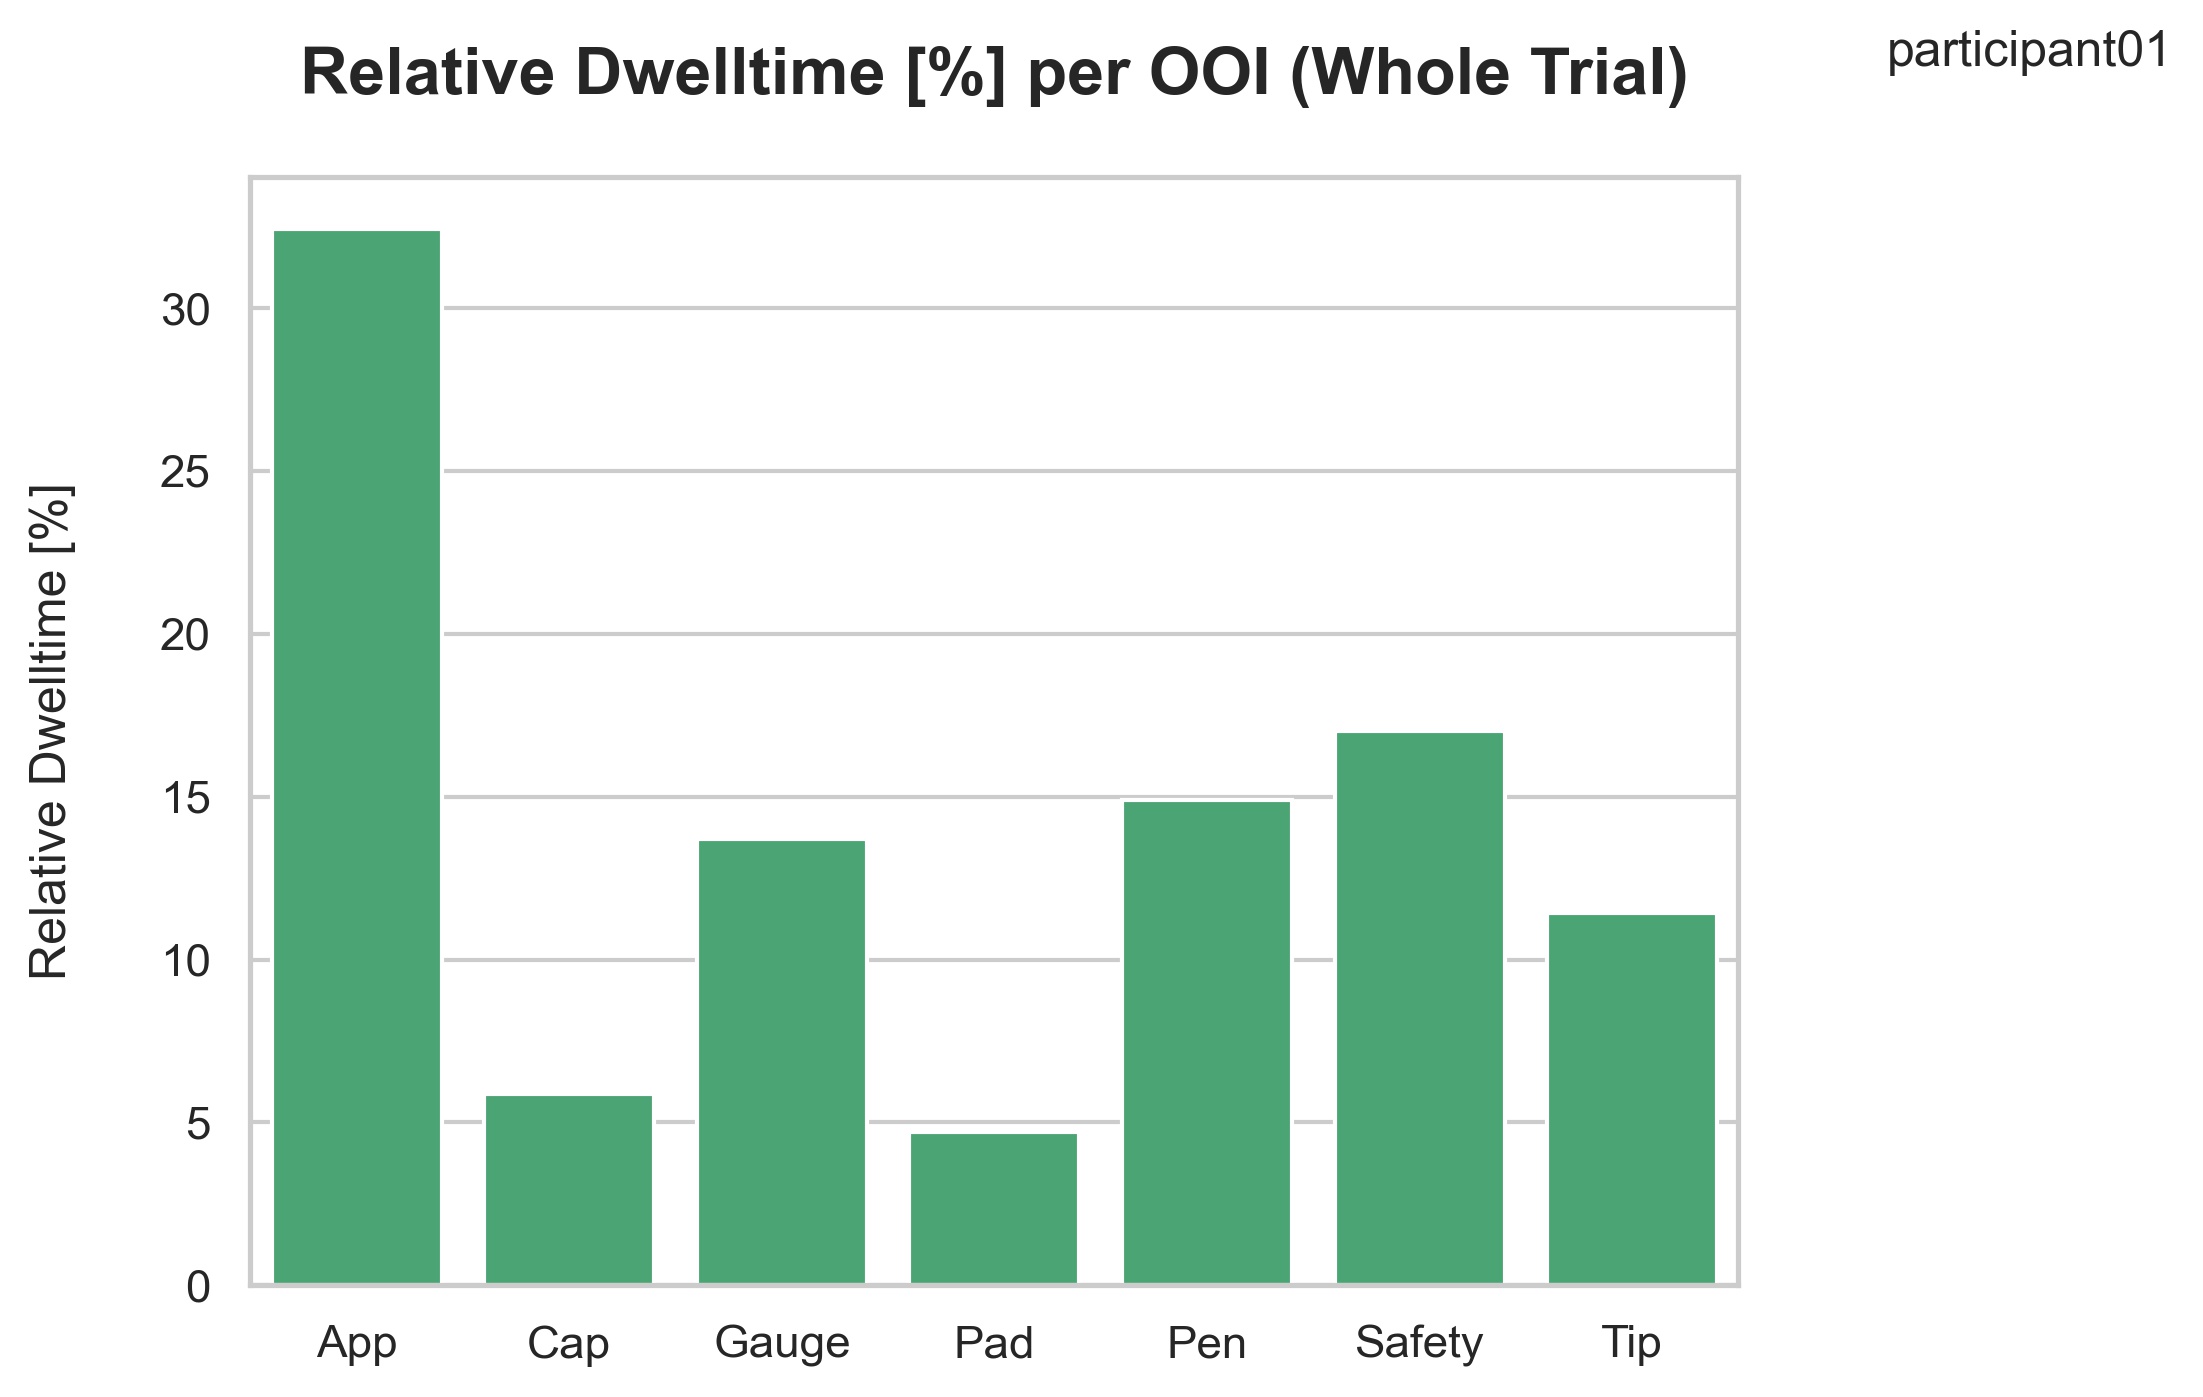 Relative Dwelltime [%] per OOI (Whole Trial)
participant01
Relative Dwelltime [%]
30
25
20
15
10
5
0
App
Cap
Gauge
Pad
Pen
Safety
Tip